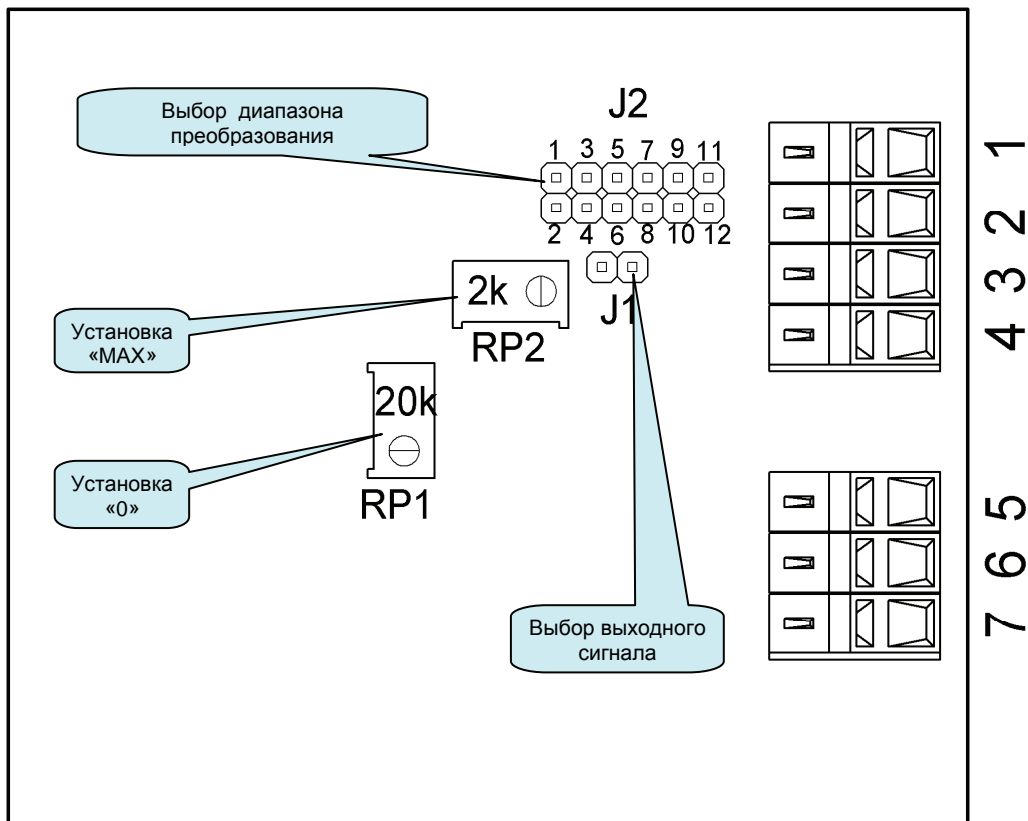 Выбор диапазона
преобразования
J2
1 3 5 7 9 11
2 4 6 8 10 12
J1
2k
RP2
Установка
«MAX»
20k
RP1
Установка
«0»
Выбор выходного
сигнала
1
2
3
4
5
6
7